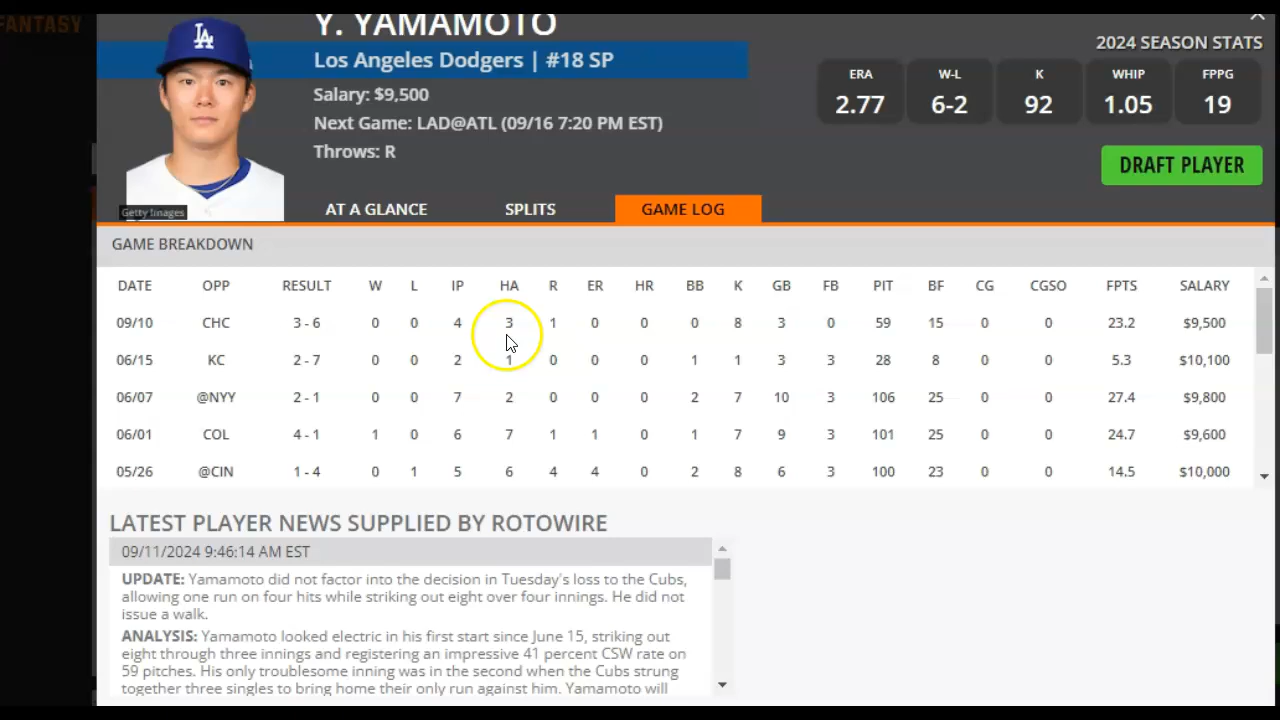 FANTASY
Y. YAMAMOTO
Los Angeles Dodgers | #18 SP
Salary: $9,500
Next Game: LAD@ATL (09/16 7:20 PM EST)
Throws: R
LA
Getty Images
2024 SEASON STATS
ERA W-L K WHIP FPPG
2.77 6-2 92 1.05 19
DRAFT PLAYER
AT A GLANCE SPLITS GAME LOG
GAME BREAKDOWN
DATE OPP RESULT W L IP HA R ER HR BB K GB FB PIT BF CG CGSO FPTS SALARY
09/10 CHC 3 - 6 0 0 4 3 1 0 0 0 8 3 0 59 15 0 0 23.2 $9,500
06/15 KC 2 - 7 0 0 2 1 0 0 0 1 1 3 3 28 8 0 0 5.3 $10,100
06/07 @NYY 2 - 1 0 0 7 2 0 0 0 2 7 10 3 106 25 0 0 27.4 $9,800
06/01 COL 4 - 1 1 0 6 7 1 1 0 1 7 9 3 101 25 0 0 24.7 $9,600
05/26 @CIN 1 - 4 0 1 5 6 4 4 0 2 8 6 3 100 23 0 0 14.5 $10,000
LATEST PLAYER NEWS SUPPLIED BY ROTOWIRE
09/11/2024 9:46:14 AM EST
UPDATE: Yamamoto did not factor into the decision in Tuesday's loss to the Cubs,
allowing one run on four hits while striking out eight over four innings. He did not
issue a walk.
ANALYSIS: Yamamoto looked electric in his first start since June 15, striking out
eight through three innings and registering an impressive 41 percent CSW rate on
59 pitches. His only troublesome inning was in the second when the Cubs strung
together three singles to bring home their only run against him. Yamamoto will